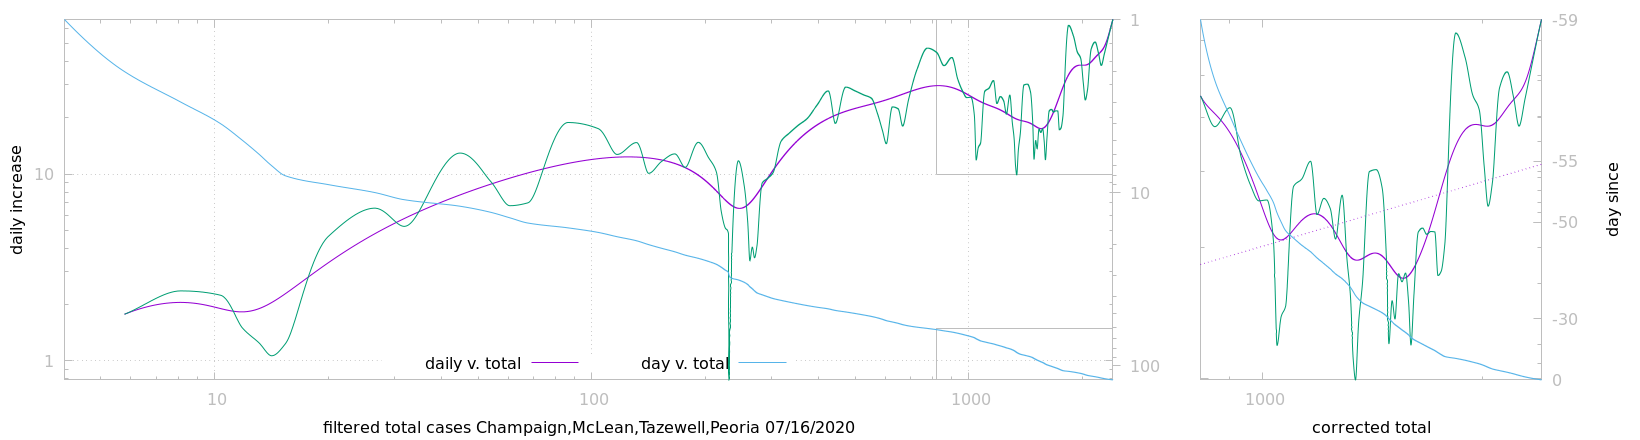 1
-59
daily increase
10
1
10
100
-55
-50
-30
0
day since
daily v. total
day v. total
10
100
1000
1000
filtered total cases Champaign,McLean,Tazewell,Peoria 07/16/2020
corrected total